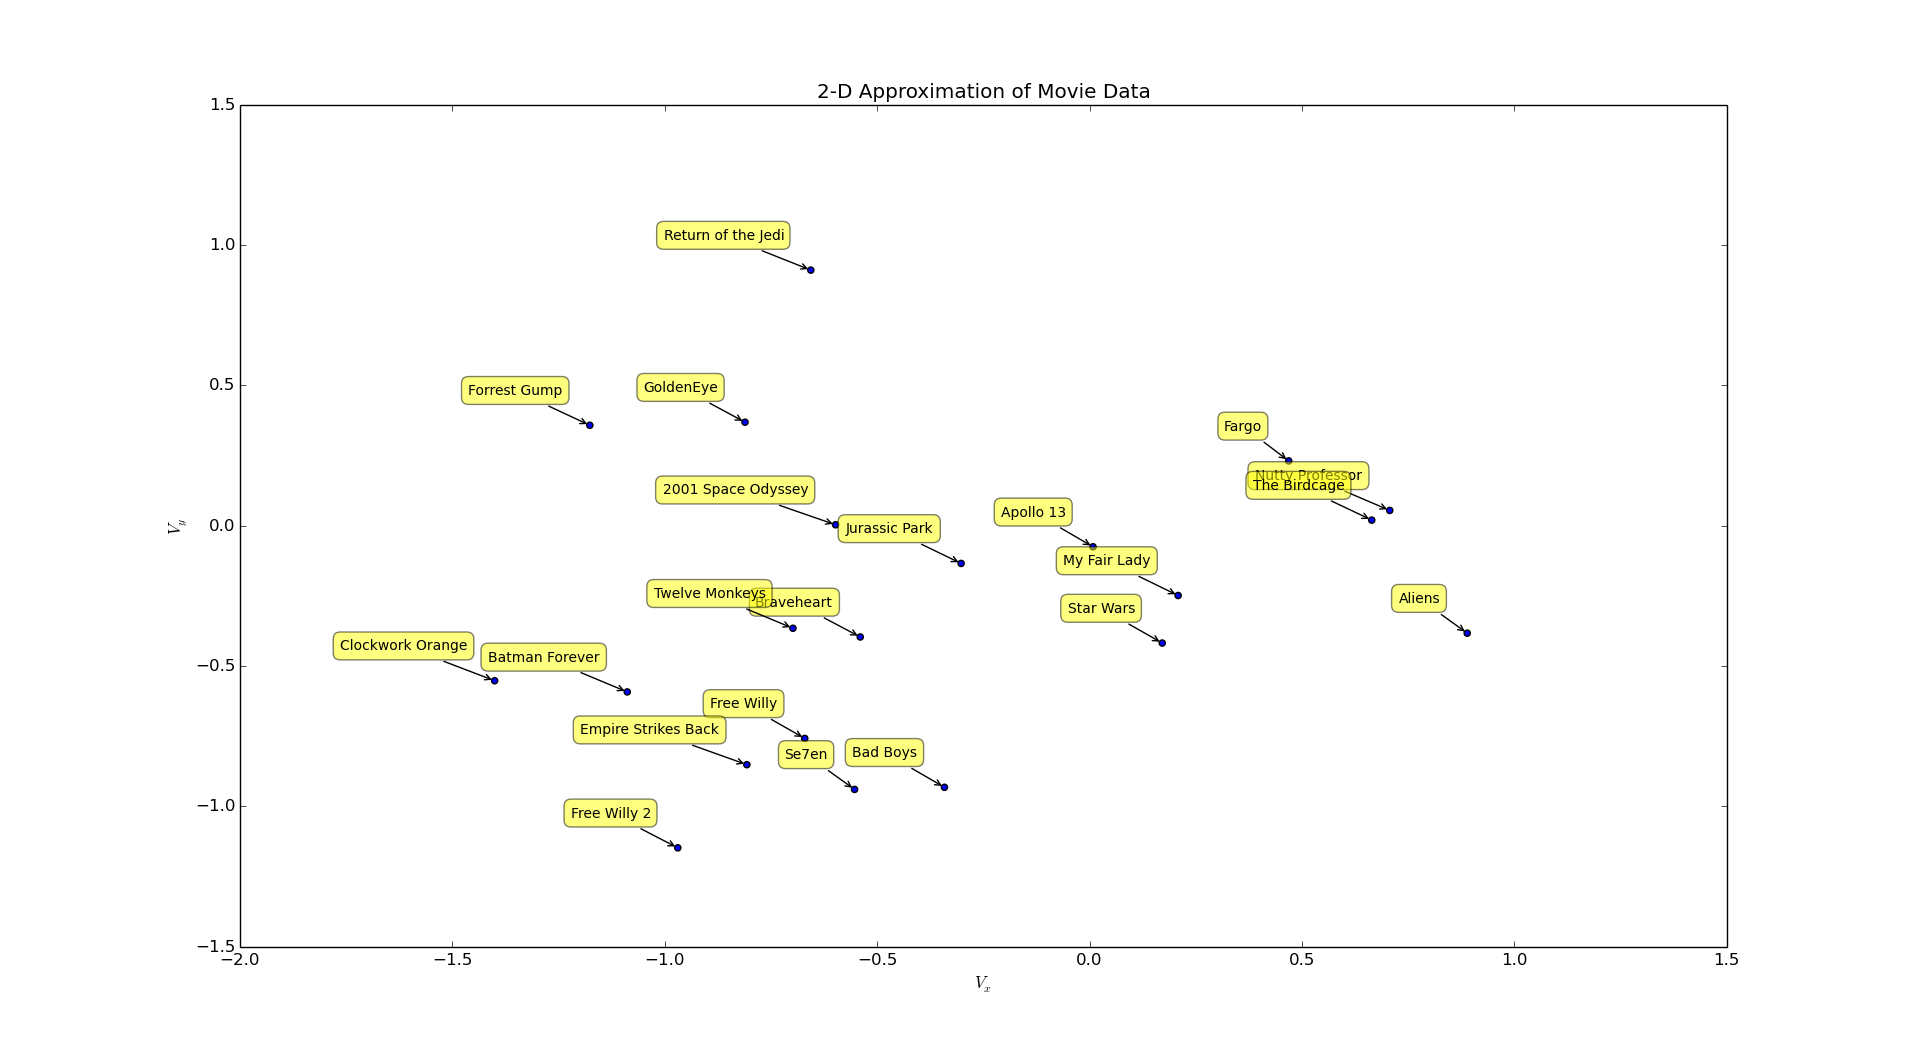 2-D Approximation of Movie Data
1.5
1.0
0.5
0.0
−0.5
−1.0
−1.5
V_y
Return of the Jedi
Forrest Gump
GoldenEye
Fargo
Nutty Professor
The Birdcage
2001 Space Odyssey
Jurassic Park
Apollo 13
My Fair Lady
Twelve Monkeys
Braveheart
Star Wars
Aliens
Clockwork Orange
Batman Forever
Free Willy
Empire Strikes Back
Se7en
Bad Boys
Free Willy 2
−2.0 −1.5 −1.0 −0.5 0.0 0.5 1.0 1.5
V_x